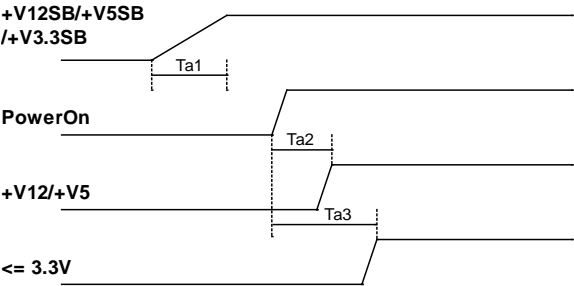 +V12SB/+V5SB
/+V3.3SB
Ta1
PowerOn
Ta2
+V12/+V5
Ta3
<= 3.3V